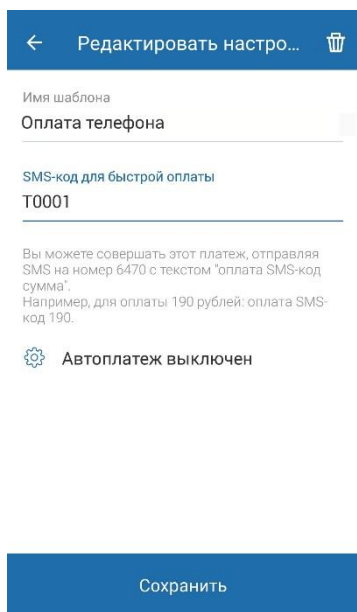 Редактировать настро...
Имя шаблона
Оплата телефона
SMS-код для быстрой оплаты
T0001
Вы можете совершать этот платеж, отправляя
SMS на номер 6470 с текстом "оплата SMS-код
сумма".
Например, для оплаты 190 рублей: оплата SMS-
код 190.
Автоплатеж выключен
Сохранить